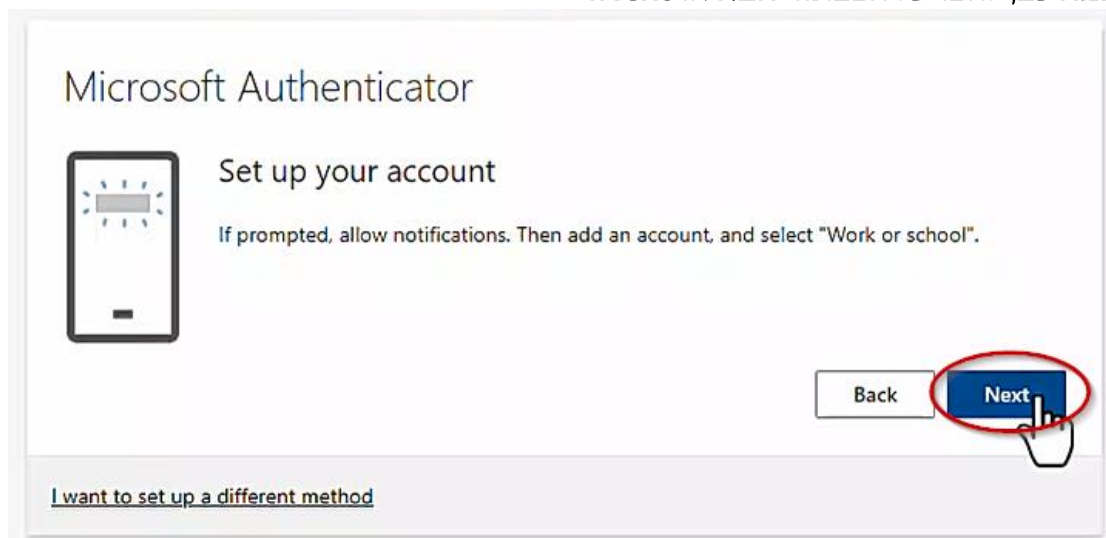 Microsoft Authenticator
Set up your account
If prompted, allow notifications. Then add an account, and select "Work or school".
Back
Next
I want to set up a different method